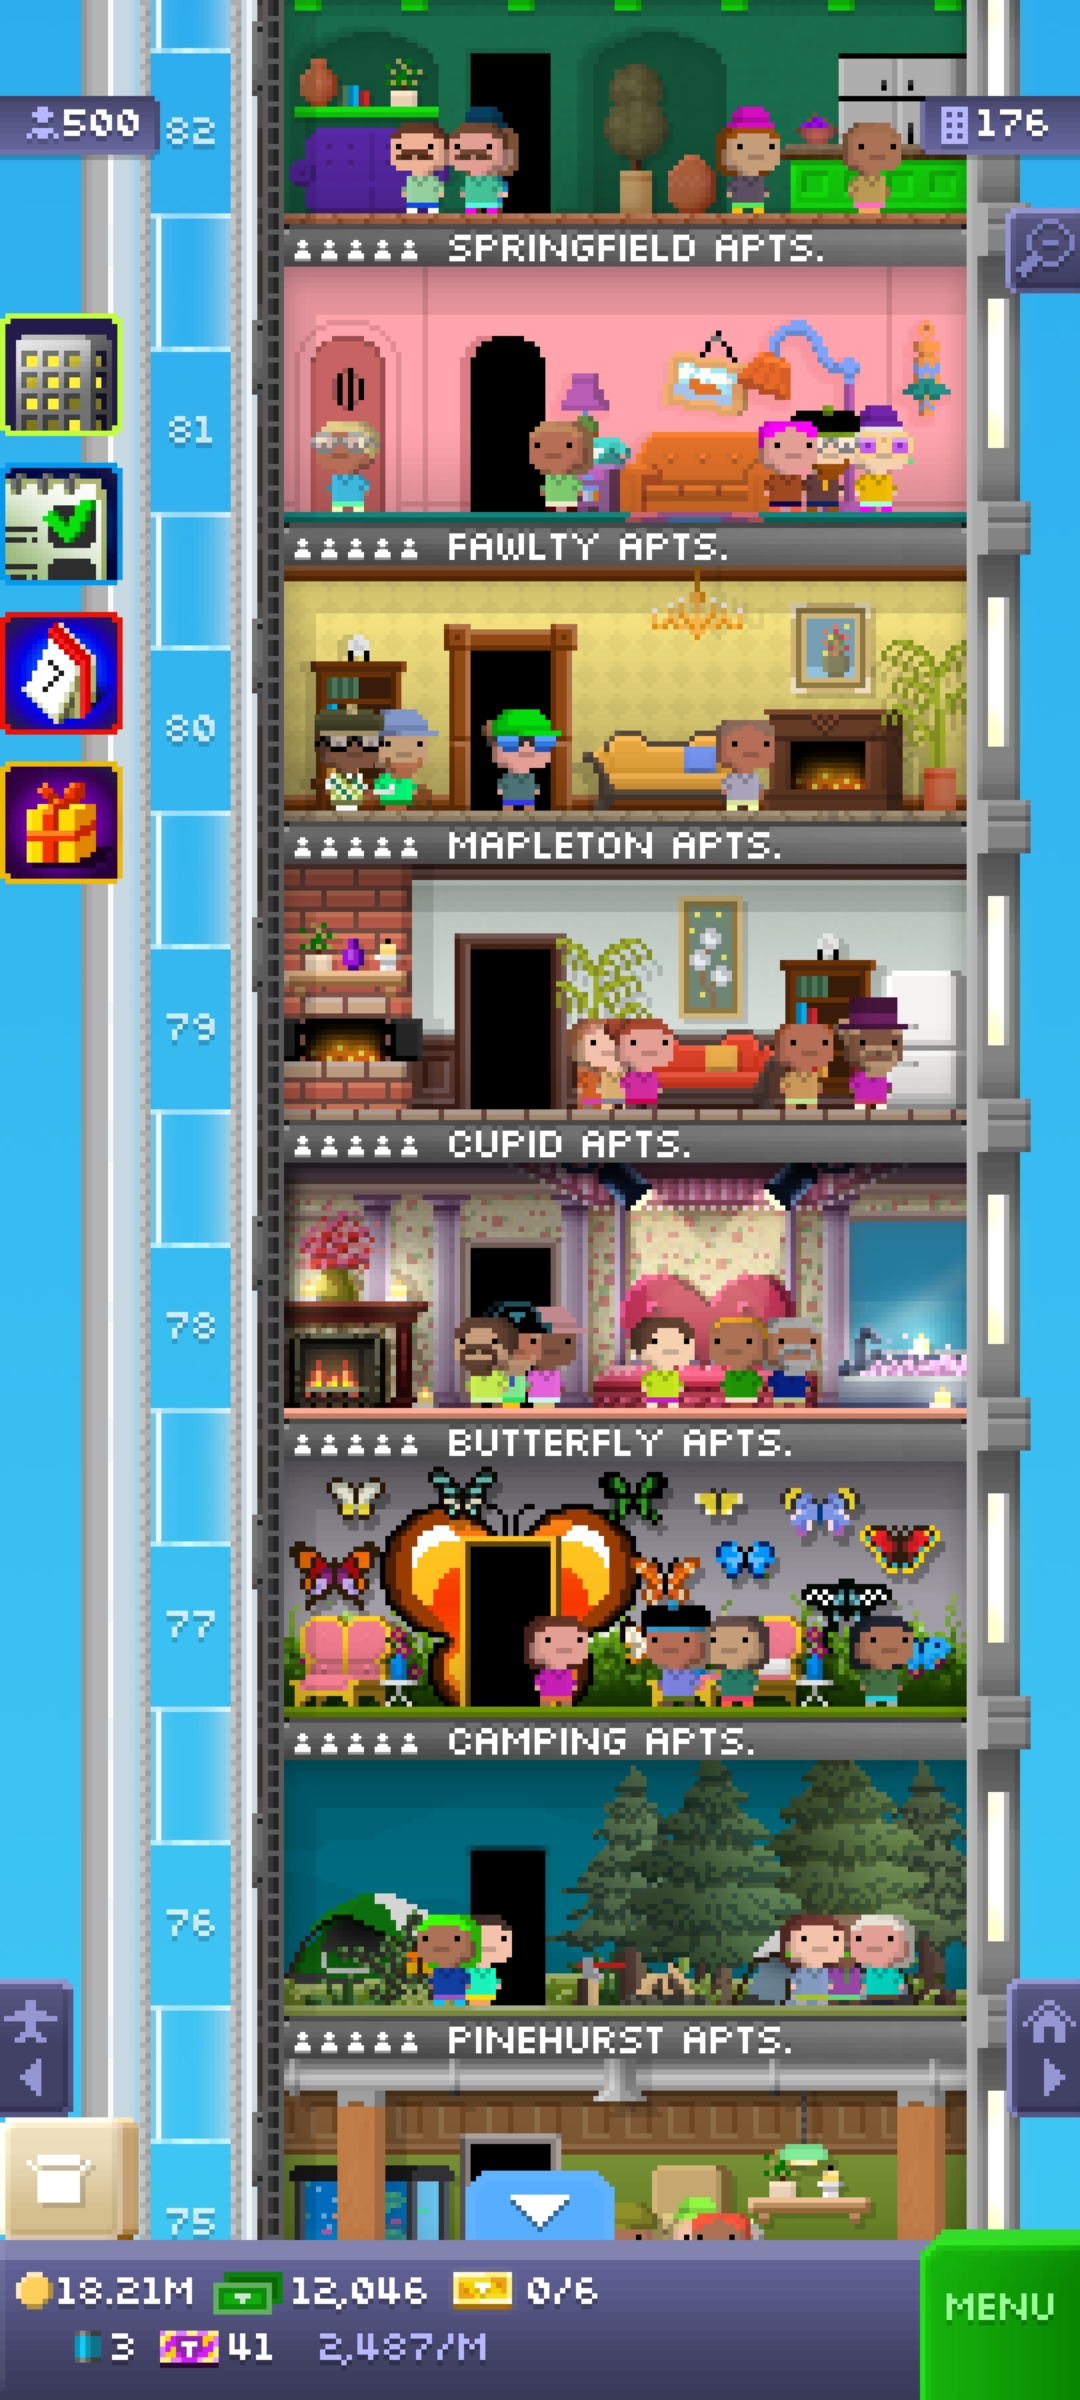 82
500
176
SPRINGFIELD APTS.
81
FAWLTY APTS.
80
MAPLETON APTS.
79
CUPID APTS.
78
BUTTERFLY APTS.
77
CAMPING APTS.
76
PINEHURST APTS.
75
18.21M 12,046 0/6
MENU
3 41 2,487/M